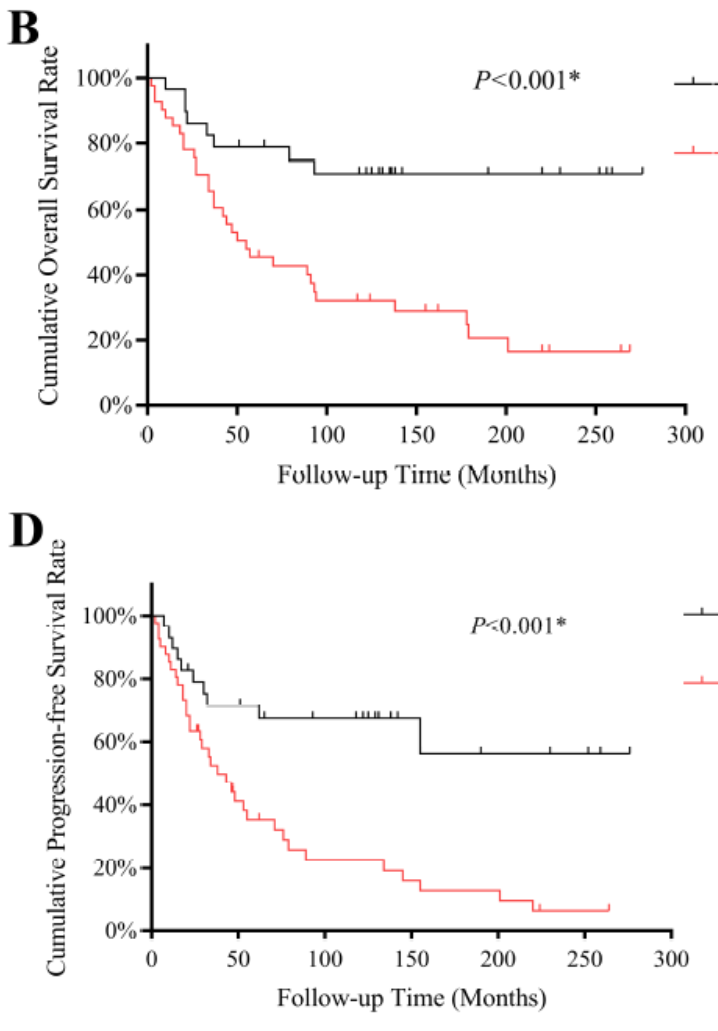 B
Cumulative Overall Survival Rate
100%
80%
60%
40%
20%
0%
P<0.001*
0 50 100 150 200 250 300
Follow-up Time (Months)
D
Cumulative Progression-free Survival Rate
100%
80%
60%
40%
20%
0%
P<0.001*
0 50 100 150 200 250 300
Follow-up Time (Months)